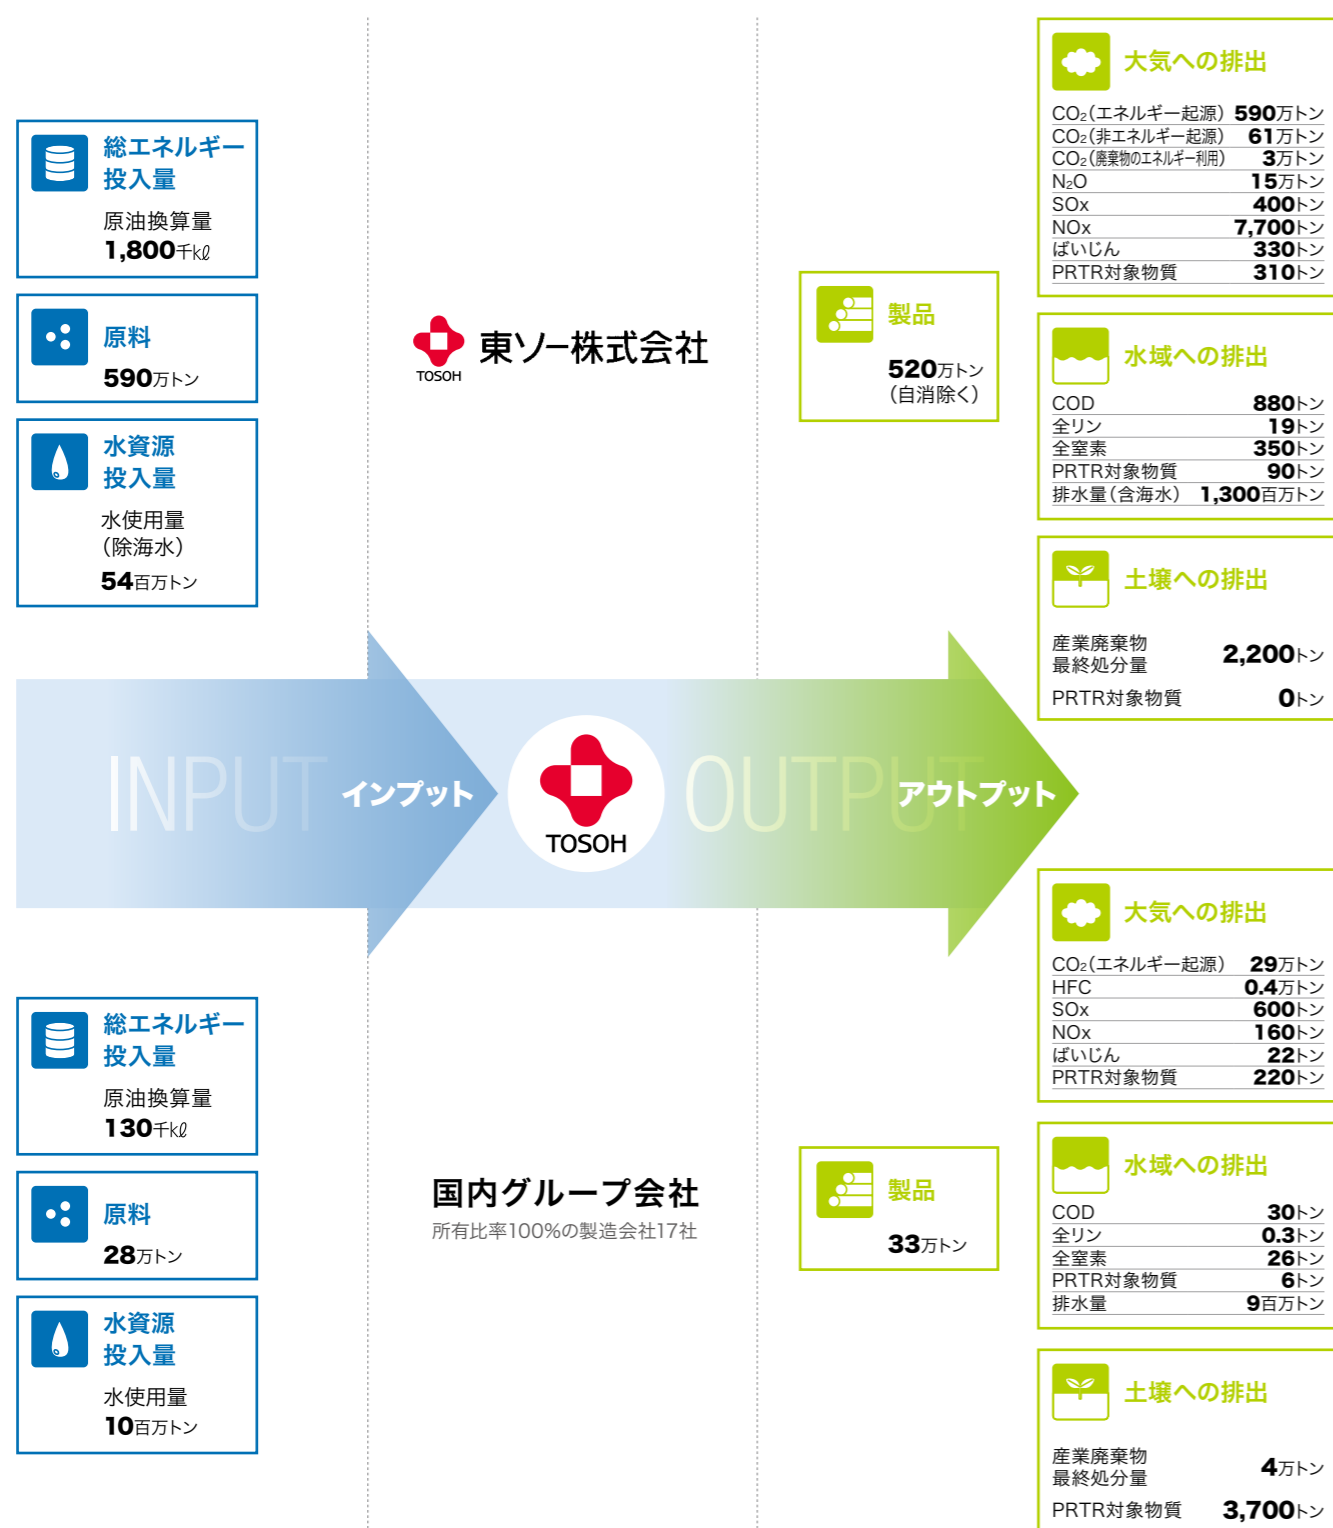 総エネルギー
投入量
原油換算量
1,800千kℓ
原料
590万トン
水資源
投入量
水使用量
(除海水)
54百万トン
TOSOH
東ソー株式会社
製品
520万トン
(自消除く)
大気への排出
CO₂(エネルギー起源) 590万トン
CO₂(非エネルギー起源) 61万トン
CO₂(廃棄物のエネルギー利用) 3万トン
N₂O 15万トン
SOx 400トン
NOx 7,700トン
ばいじん 330トン
PRTR対象物質 310トン
水域への排出
COD 880トン
全リン 19トン
全窒素 350トン
PRTR対象物質 90トン
排水量(含海水) 1,300百万トン
土壌への排出
産業廃棄物
最終処分量 2,200トン
PRTR対象物質 0トン
INPUT インプット
TOSOH
OUTPUT アウトプット
総エネルギー
投入量
原油換算量
130千kℓ
原料
28万トン
水資源
投入量
水使用量
10百万トン
国内グループ会社
所有比率100%の製造会社17社
製品
33万トン
大気への排出
CO₂(エネルギー起源) 29万トン
HFC 0.4万トン
SOx 600トン
NOx 160トン
ばいじん 22トン
PRTR対象物質 220トン
水域への排出
COD 30トン
全リン 0.3トン
全窒素 26トン
PRTR対象物質 6トン
排水量 9百万トン
土壌への排出
産業廃棄物
最終処分量 4万トン
PRTR対象物質 3,700トン